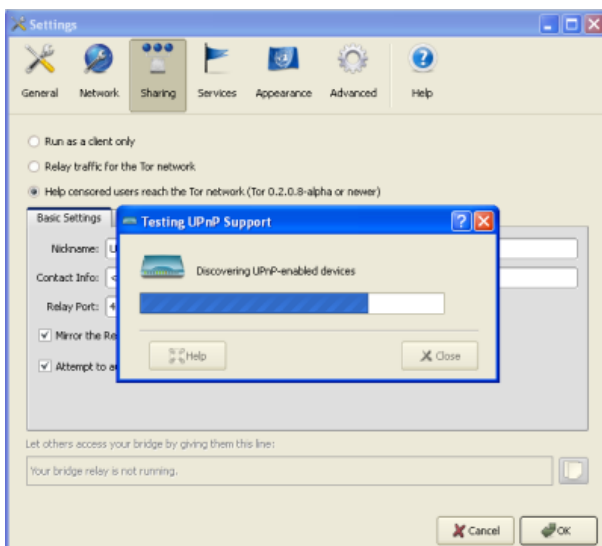 Settings
General Network Sharing Services Appearance Advanced Help
Run as a client only
Relay traffic for the Tor network
Help censored users reach the Tor network (Tor 0.2.0.8-alpha or newer)
Basic Settings
Testing UPnP Support
Nickname: U
Discovering UPnP-enabled devices
Contact Info: <
Relay Port: 4
Mirror the Re
Help Close
Attempt to a
Let others access your bridge by giving them this line:
Your bridge relay is not running.
Cancel OK